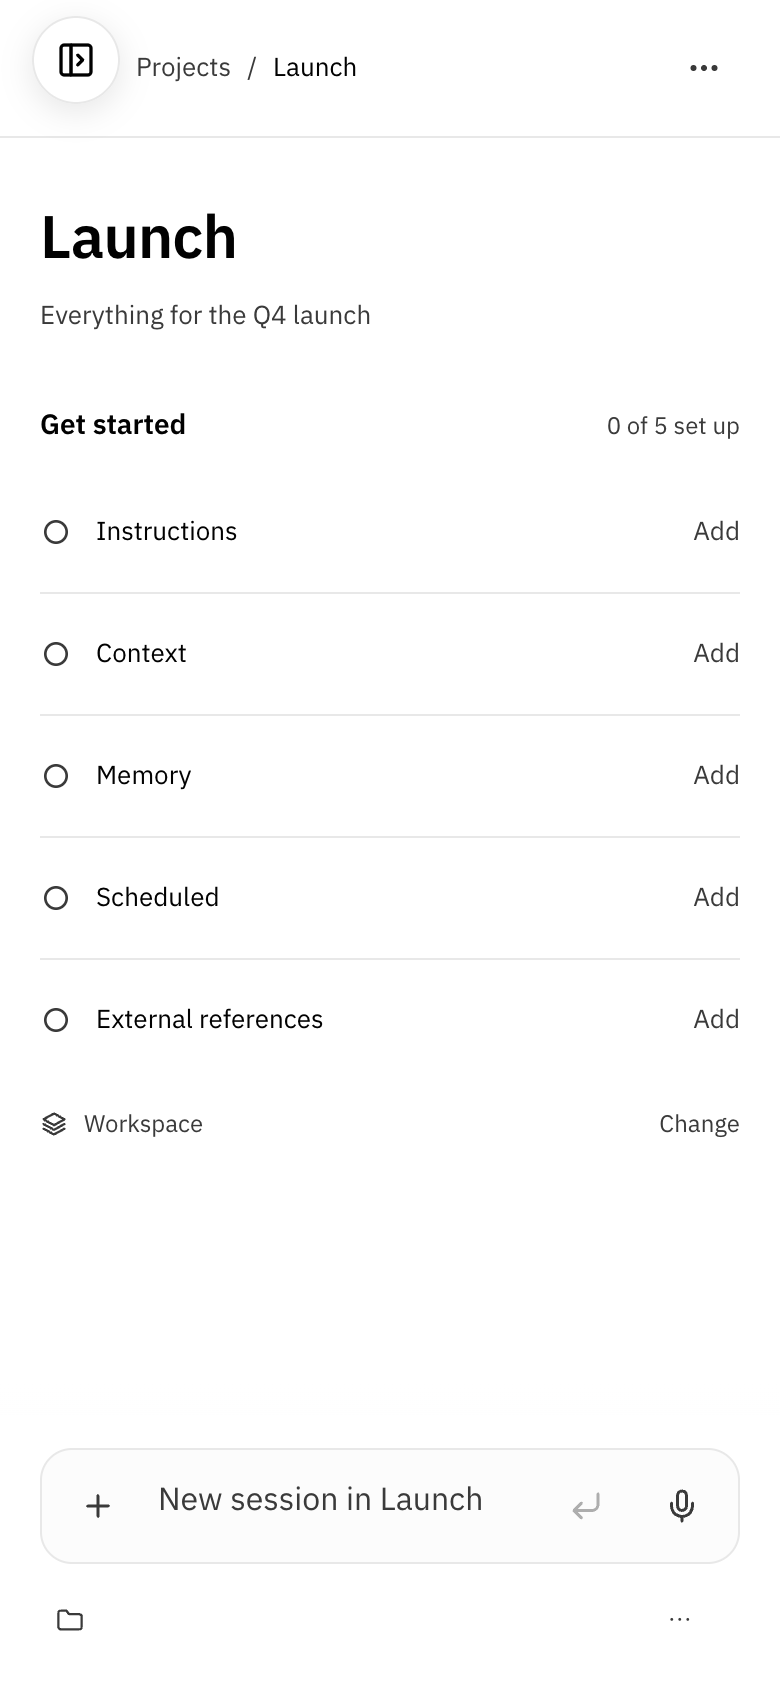 Projects / Launch
Launch
Everything for the Q4 launch
Get started 0 of 5 set up
Instructions Add
Context Add
Memory Add
Scheduled Add
External references Add
Workspace Change
New session in Launch